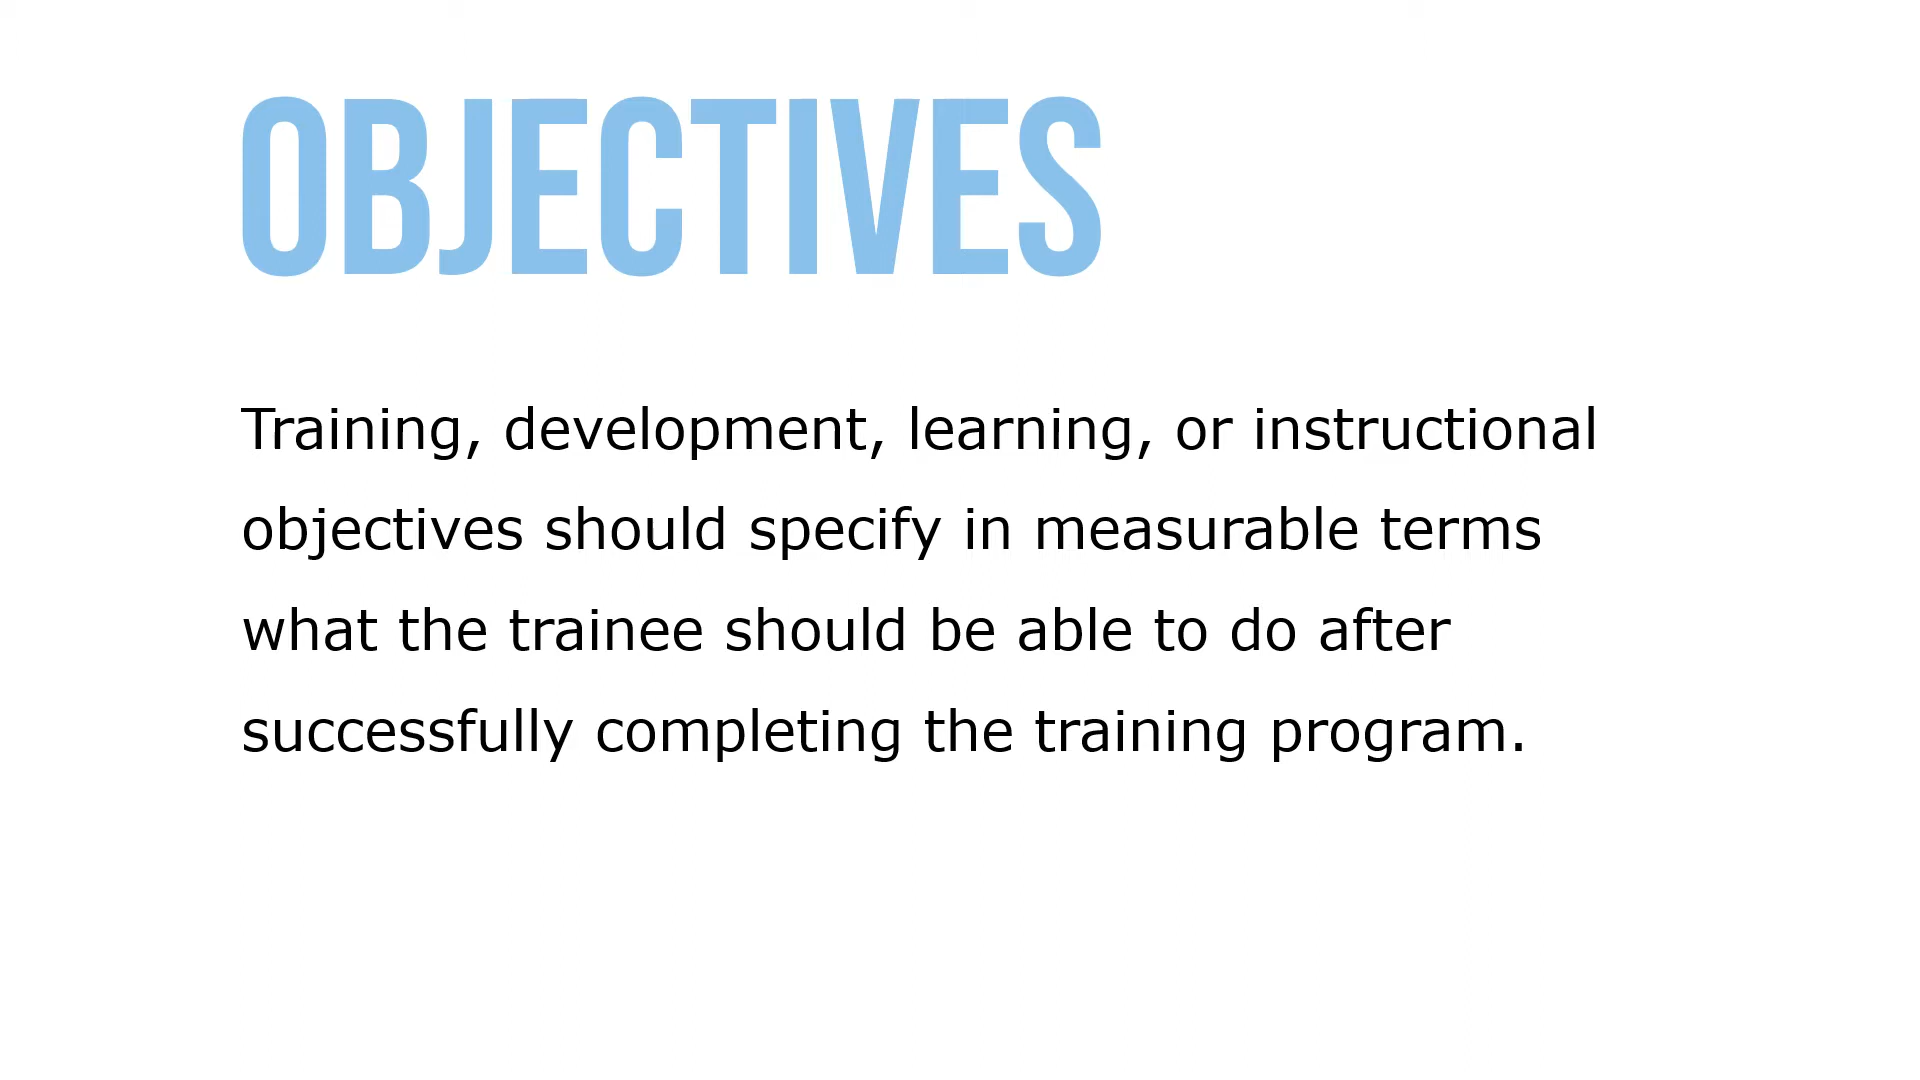 OBJECTIVES
Training, development, learning, or instructional
objectives should specify in measurable terms
what the trainee should be able to do after
successfully completing the training program.